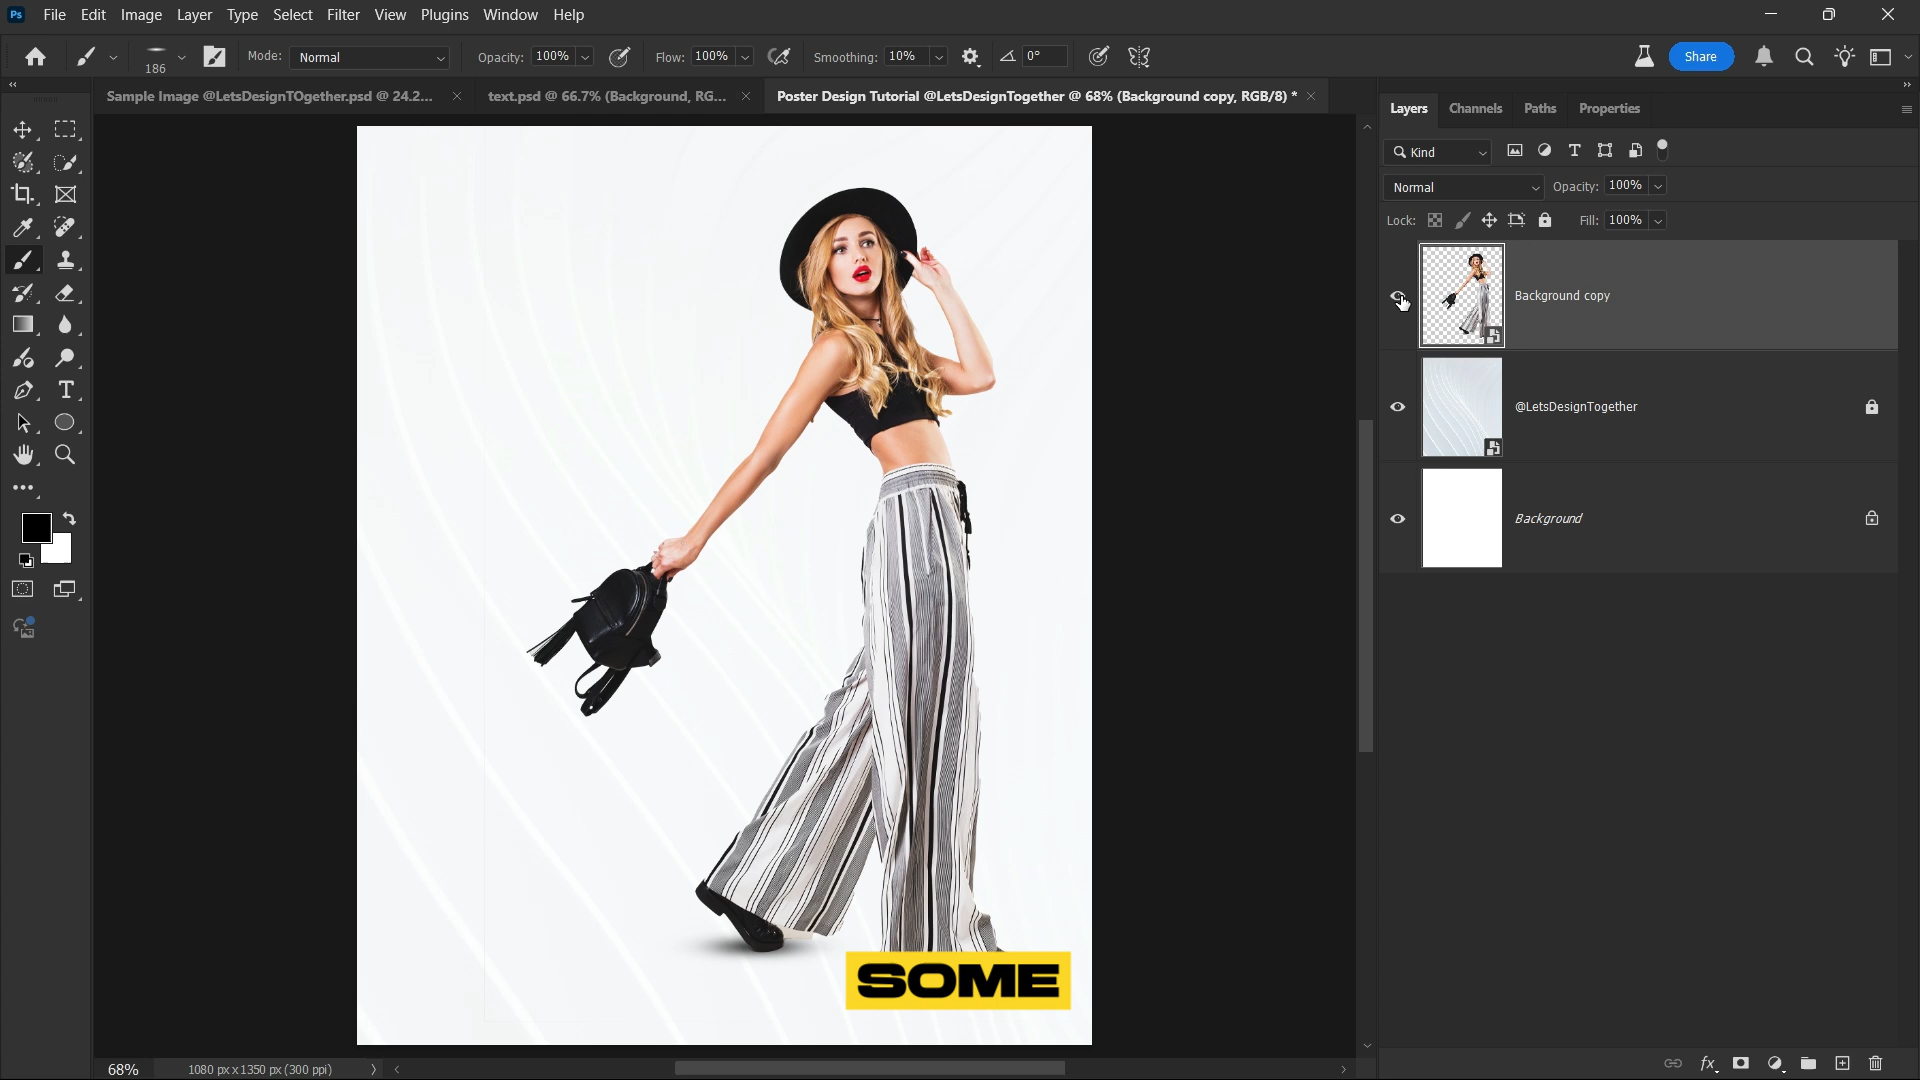 Ps File Edit Image Layer Type Select Filter View Plugins Window Help
186 Mode: Normal Opacity: 100% Flow: 100% Smoothing: 10% 0° Share
Sample Image @LetsDesignTOgether.psd @ 24.2... text.psd @ 66.7% (Background, RG... Poster Design Tutorial @LetsDesignTogether @ 68% (Background copy, RGB/8) *
Layers Channels Paths Properties
Kind
Normal Opacity: 100%
Lock: Fill: 100%
Background copy
@LetsDesignTogether
Background
SOME
68% 1080 px x 1350 px (300 ppi)
fx